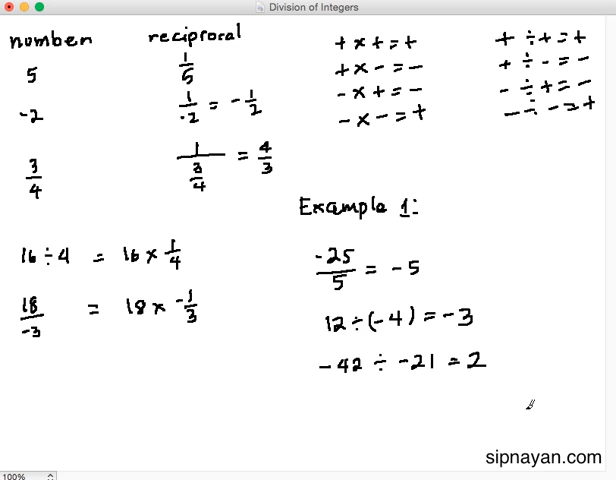 Division of Integers
number reciprocal
5 1/5
-2 1/-2 = -1/2
3/4 1/(3/4) = 4/3
16 ÷ 4 = 16 x 1/4
18/-3 = 18 x -1/3
+ x + = +
+ x - = -
- x + = -
- x - = +
+ ÷ + = +
+ ÷ - = -
- ÷ + = -
- ÷ - = +
Example 1:
-25/5 = -5
12 ÷ (-4) = -3
-42 ÷ -21 = 2
sipnayan.com
100%